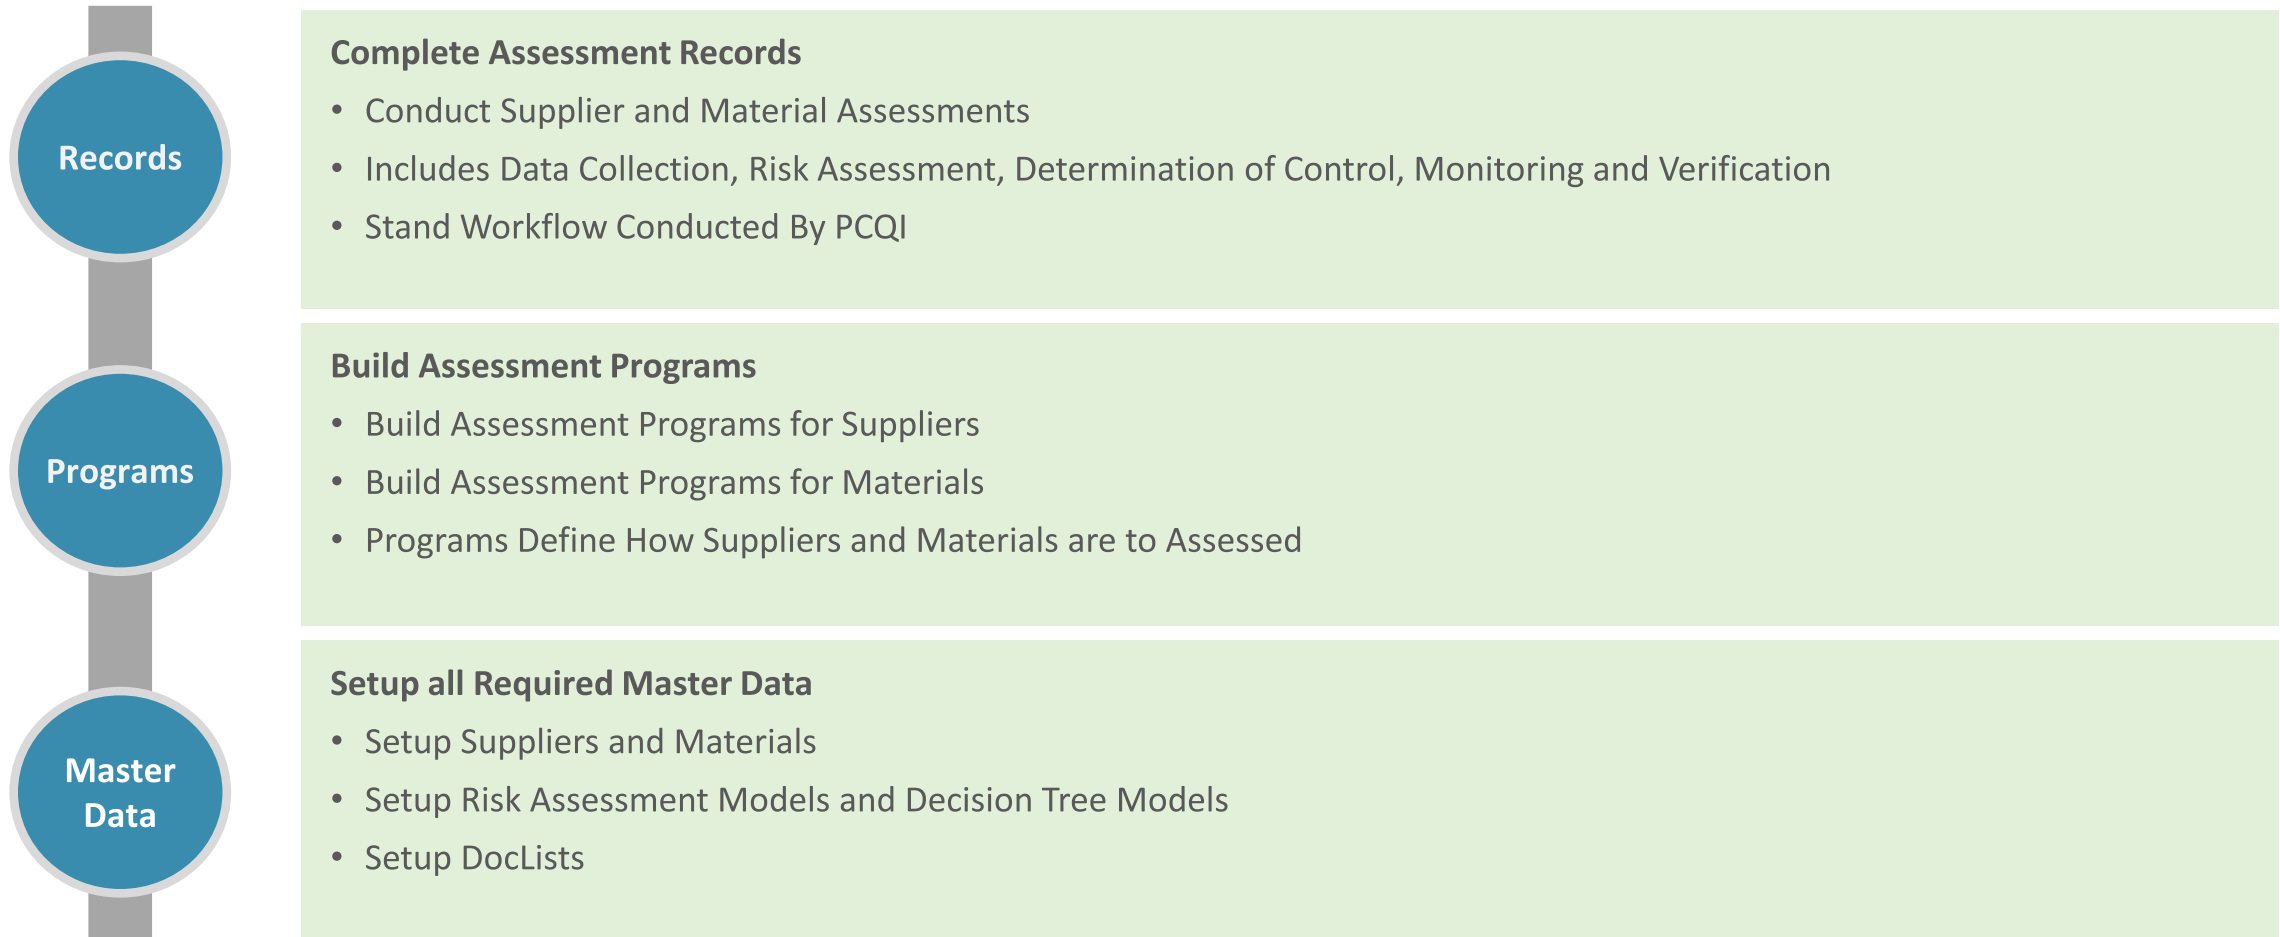 Records
Complete Assessment Records
• Conduct Supplier and Material Assessments
• Includes Data Collection, Risk Assessment, Determination of Control, Monitoring and Verification
• Stand Workflow Conducted By PCQI
Programs
Build Assessment Programs
• Build Assessment Programs for Suppliers
• Build Assessment Programs for Materials
• Programs Define How Suppliers and Materials are to Assessed
Master
Data
Setup all Required Master Data
• Setup Suppliers and Materials
• Setup Risk Assessment Models and Decision Tree Models
• Setup DocLists